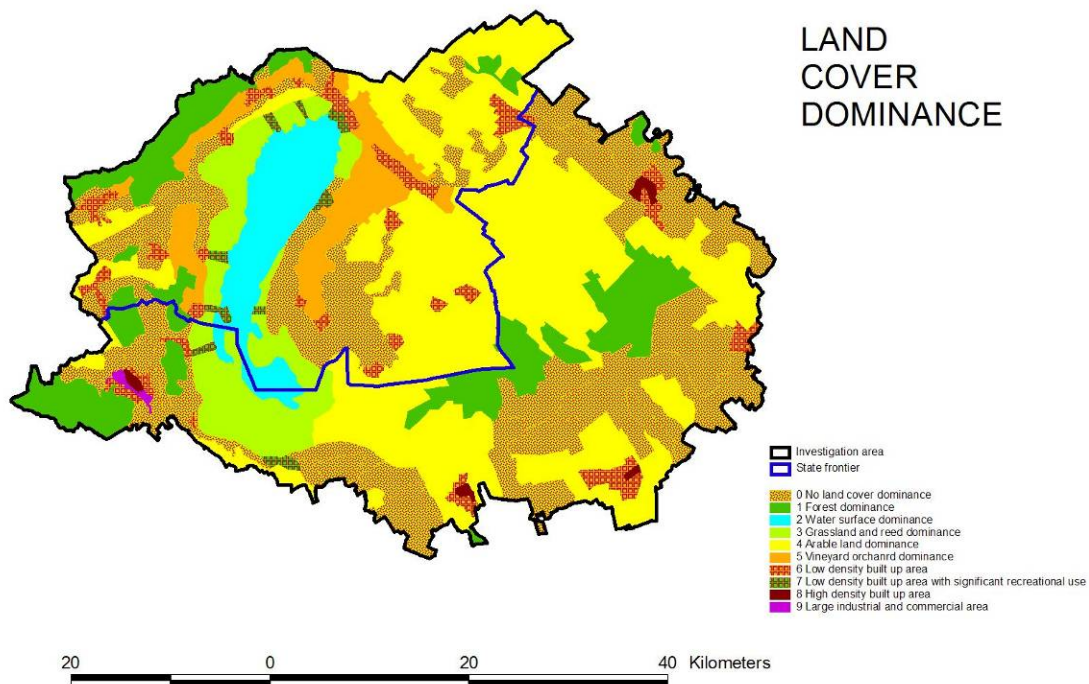 LAND
COVER
DOMINANCE
Investigation area
State frontier
0 No land cover dominance
1 Forest dominance
2 Water surface dominance
3 Grassland and reed dominance
4 Arable land dominance
5 Vineyard orchanrd dominance
6 Low density built up area
7 Low density built up area with significant recreational use
8 High density built up area
9 Large industrial and commercial area
20 0 20 40 Kilometers